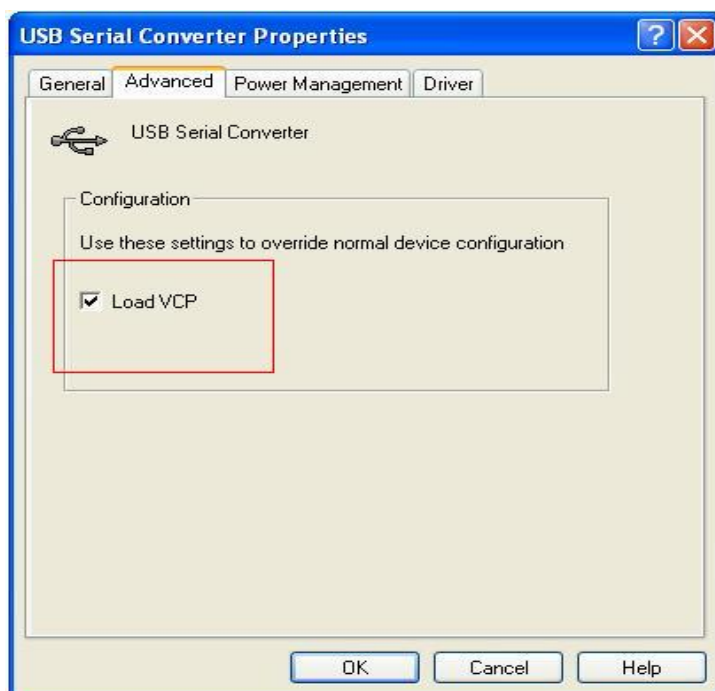 USB Serial Converter Properties
General Advanced Power Management Driver
USB Serial Converter
Configuration
Use these settings to override normal device configuration
Load VCP
OK Cancel Help